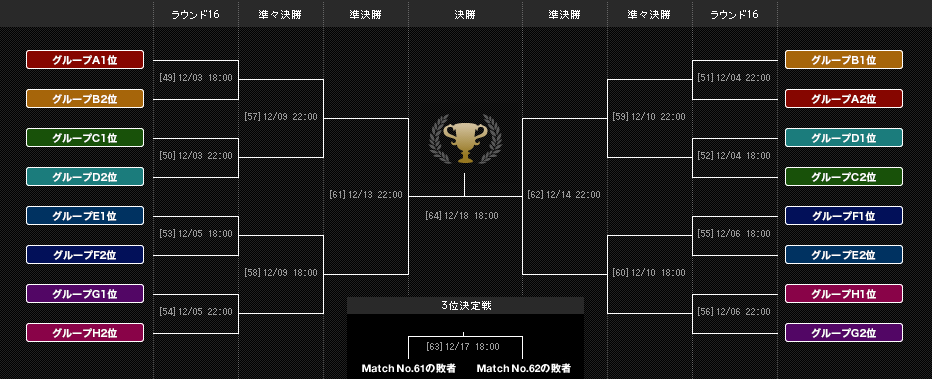 ラウンド16 準々決勝 準決勝 決勝 準決勝 準々決勝 ラウンド16
グループA1位
[49] 12/03 18:00
グループB2位
[57] 12/09 22:00
グループC1位
[50] 12/03 22:00
グループD2位
[61] 12/13 22:00
グループE1位
[53] 12/05 18:00
グループF2位
[58] 12/09 18:00
グループG1位
[54] 12/05 22:00
グループH2位
[64] 12/18 18:00
グループB1位
[51] 12/04 22:00
グループA2位
[59] 12/10 22:00
グループD1位
[52] 12/04 18:00
グループC2位
[62] 12/14 22:00
グループF1位
[55] 12/06 18:00
グループE2位
[60] 12/10 18:00
グループH1位
[56] 12/06 22:00
グループG2位
3位決定戦
[63] 12/17 18:00
Match No.61の敗者 Match No.62の敗者